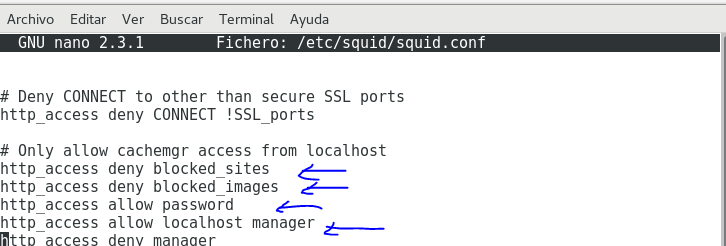 Archivo Editar Ver Buscar Terminal Ayuda
GNU nano 2.3.1 Fichero: /etc/squid/squid.conf
# Deny CONNECT to other than secure SSL ports
http_access deny CONNECT !SSL_ports
# Only allow cachemgr access from localhost
http_access deny blocked_sites
http_access deny blocked_images
http_access allow password
http_access allow localhost manager
http_access deny manager